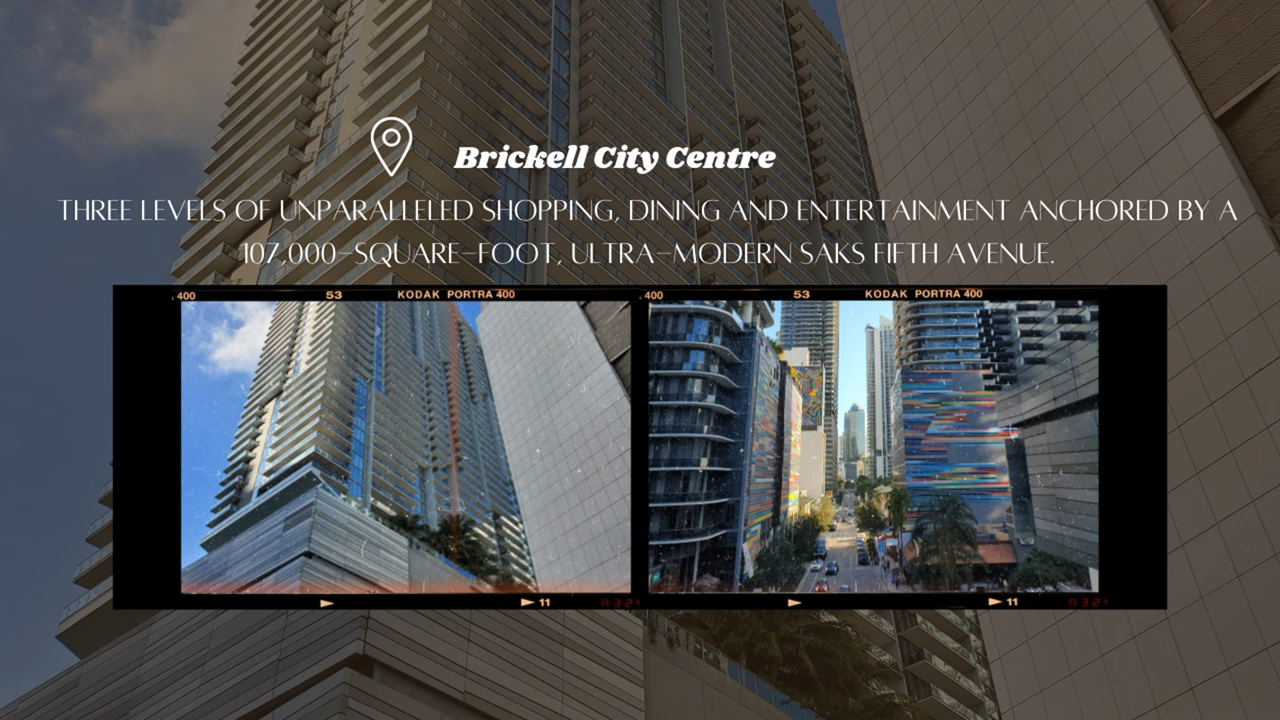 Brickell City Centre
THREE LEVELS OF UNPARALLELED SHOPPING, DINING AND ENTERTAINMENT ANCHORED BY A
107,000-SQUARE-FOOT, ULTRA-MODERN SAKS FIFTH AVENUE.
400 53 KODAK PORTRA 400 400 53 KODAK PORTRA 400
11 11